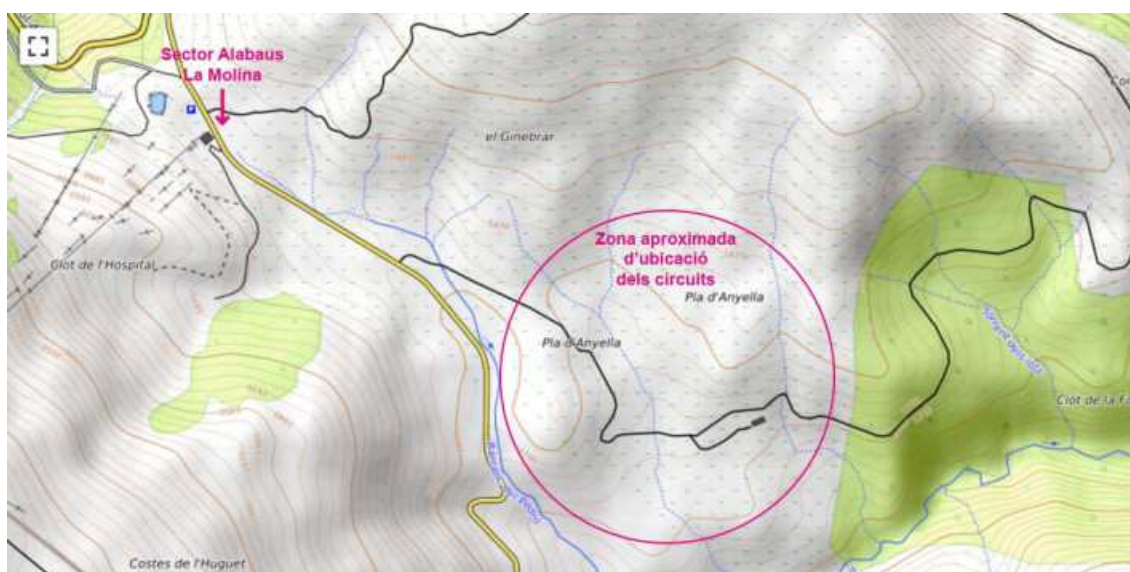 Sector Alabaus
La Molina
P
el Ginebrar
Clot de l'Hospital
Zona aproximada
d'ubicació
dels circuits
Pla d'Anyella
Pla d'Anyella
Clot de la F
Costes de l'Huguet